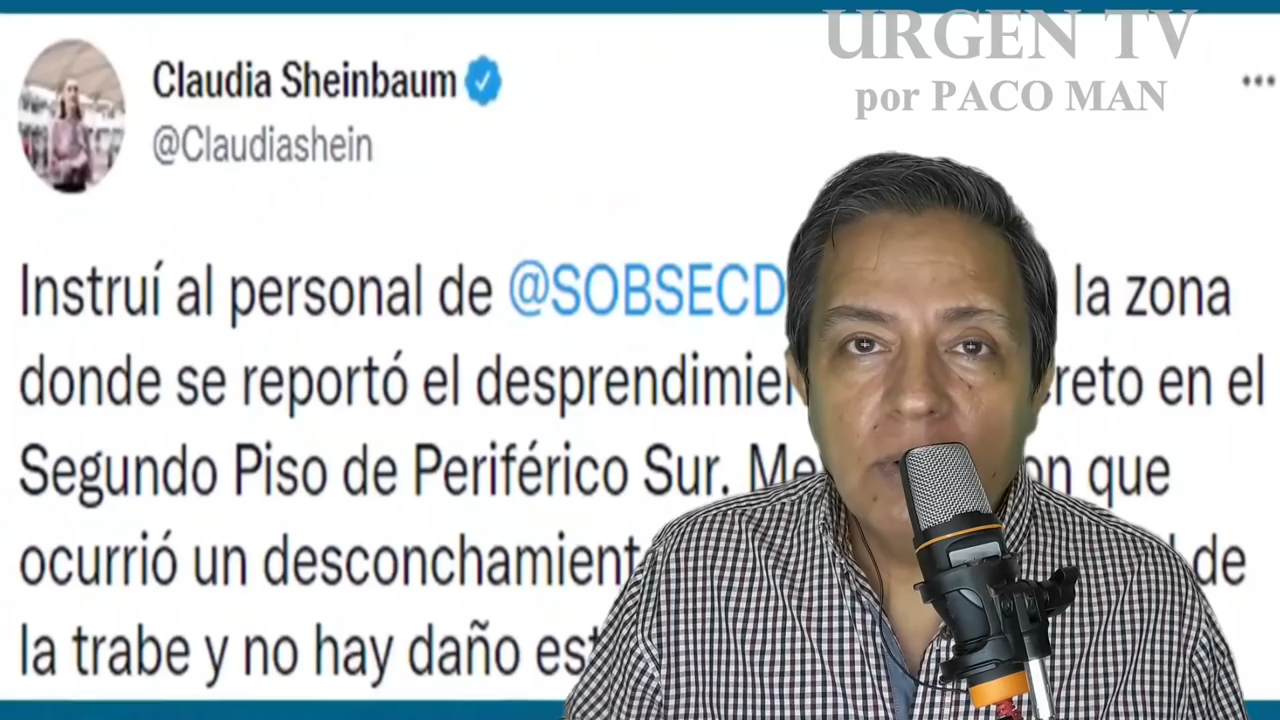 URGEN TV
por PACO MAN
Claudia Sheinbaum
@Claudiashein
Instruí al personal de @SOBSECD la zona
donde se reportó el desprendimien reto en el
Segundo Piso de Periférico Sur. Me on que
ocurrió un desconchament de
la trabe y no hay daño est